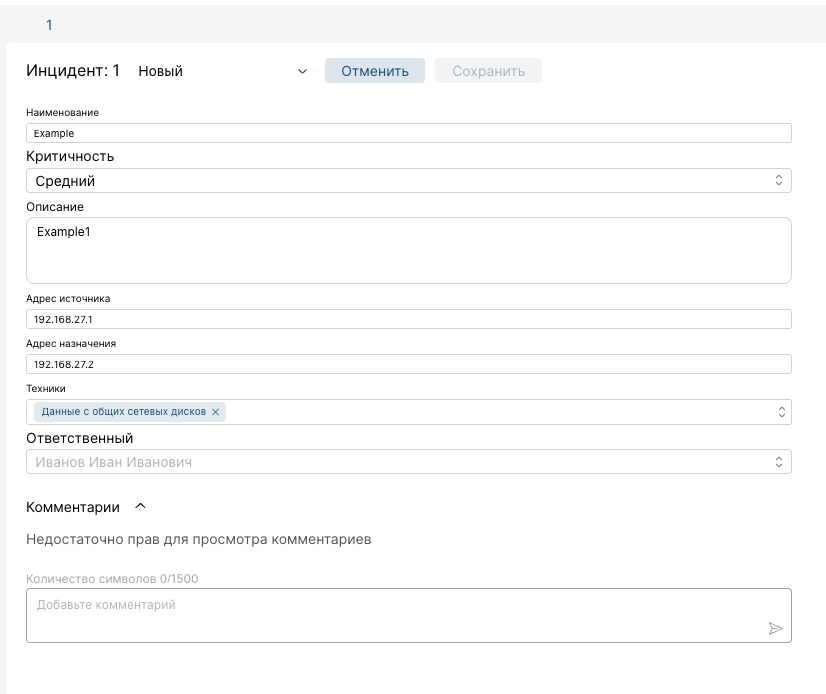 1
Инцидент: 1 Новый Отменить Сохранить
Наименование
Example
Критичность
Средний
Описание
Example1
Адрес источника
192.168.27.1
Адрес назначения
192.168.27.2
Техники
Данные с общих сетевых дисков
Ответственный
Иванов Иван Иванович
Комментарии
Недостаточно прав для просмотра комментариев
Количество символов 0/1500
Добавьте комментарий